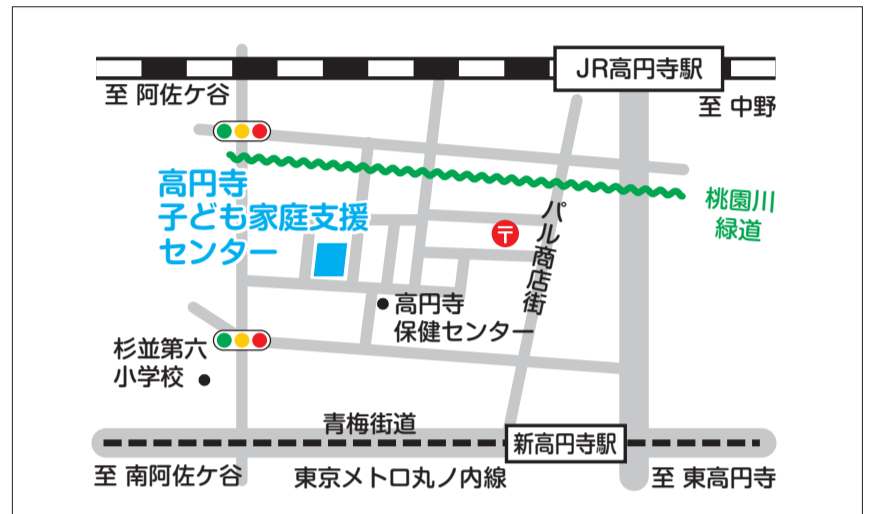 JR高円寺駅
至 阿佐ケ谷
至 中野
高円寺
子ども家庭支援
センター
桃園川
緑道
〒
パル商店街
高円寺
保健センター
杉並第六
小学校
青梅街道
新高円寺駅
至 南阿佐ケ谷
東京メトロ丸ノ内線
至 東高円寺